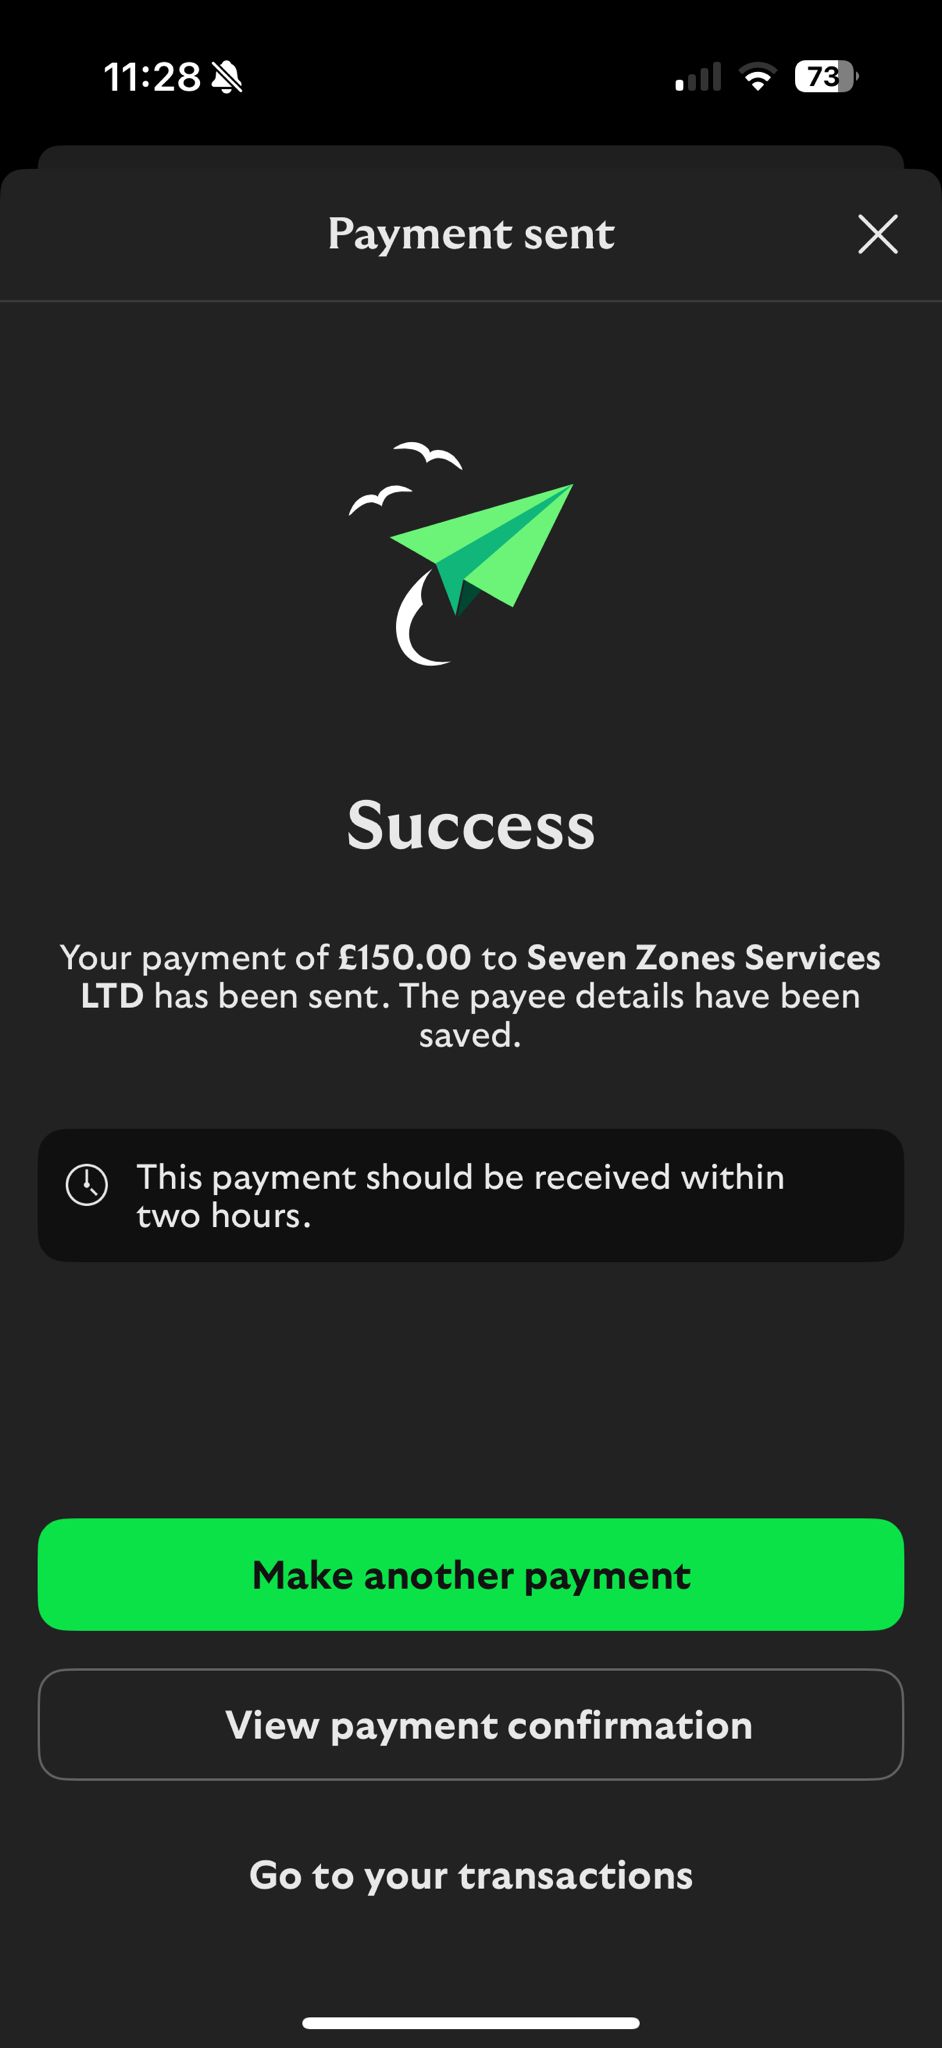 11:28
73
Payment sent
Success
Your payment of £150.00 to Seven Zones Services
LTD has been sent. The payee details have been
saved.
This payment should be received within
two hours.
Make another payment
View payment confirmation
Go to your transactions